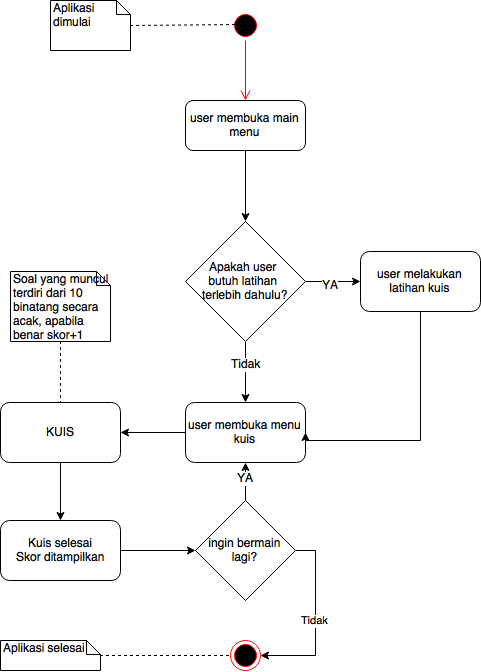 Aplikasi
dimulai
user membuka main
menu
Apakah user
butuh latihan
terlebih dahulu?
YA
user melakukan
latihan kuis
Soal yang muncul
terdiri dari 10
binatang secara
acak, apabila
benar skor+1
Tidak
KUIS
user membuka menu
kuis
YA
Kuis selesai
Skor ditampilkan
ingin bermain
lagi?
Tidak
Aplikasi selesai